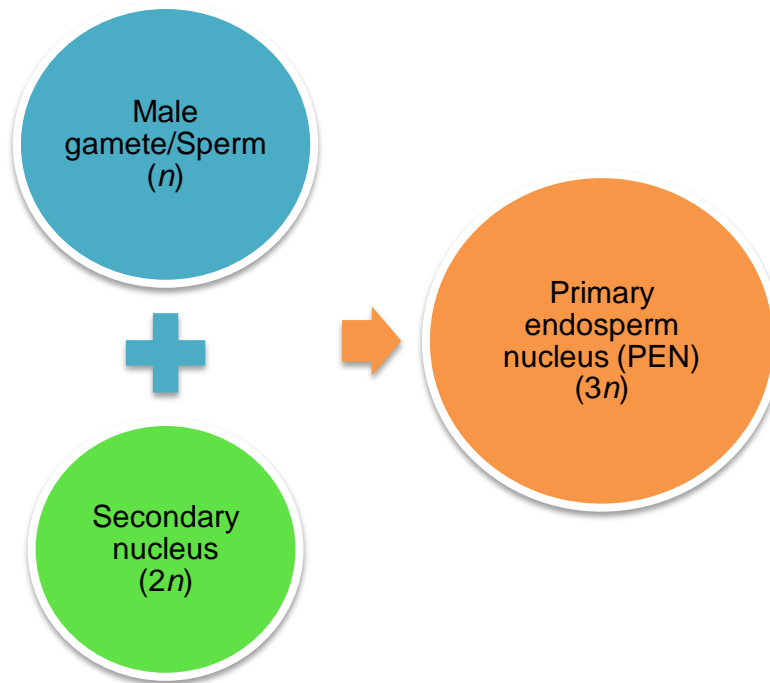 Male
gamete/Sperm
(n)
Primary
endosperm
nucleus (PEN)
(3n)
Secondary
nucleus
(2n)